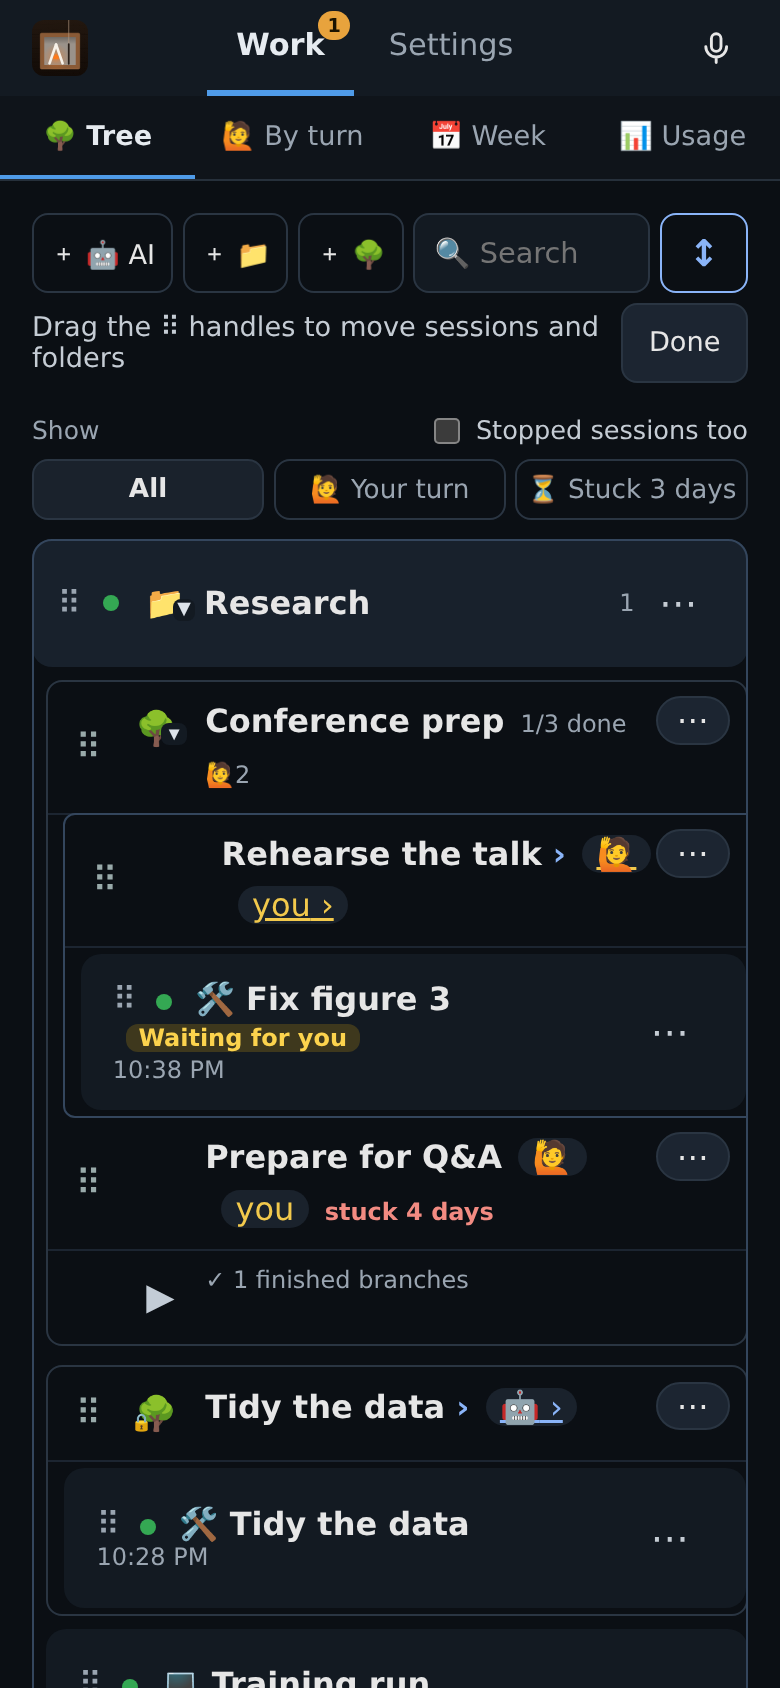 Work 1 Settings
🌳 Tree 🙋 By turn 📅 Week 📊 Usage
+ 🤖 AI + 📁 + 🌳 🔍 Search ↕
Drag the ⠿ handles to move sessions and
folders
Done
Show Stopped sessions too
All 🙋 Your turn ⏳ Stuck 3 days
⠿ 📁▼ Research 1 ⋯
⠿ 🌳▼ Conference prep 1/3 done ⋯
🙋2
⠿ Rehearse the talk › 🙋 ⋯
you ›
⠿ 🛠️ Fix figure 3
Waiting for you ⋯
10:38 PM
⠿ Prepare for Q&A 🙋 ⋯
you stuck 4 days
▶ ✓ 1 finished branches
⠿ 🌳🔒 Tidy the data › 🤖 › ⋯
⠿ 🛠️ Tidy the data ⋯
10:28 PM
⠿ 💻 Training run